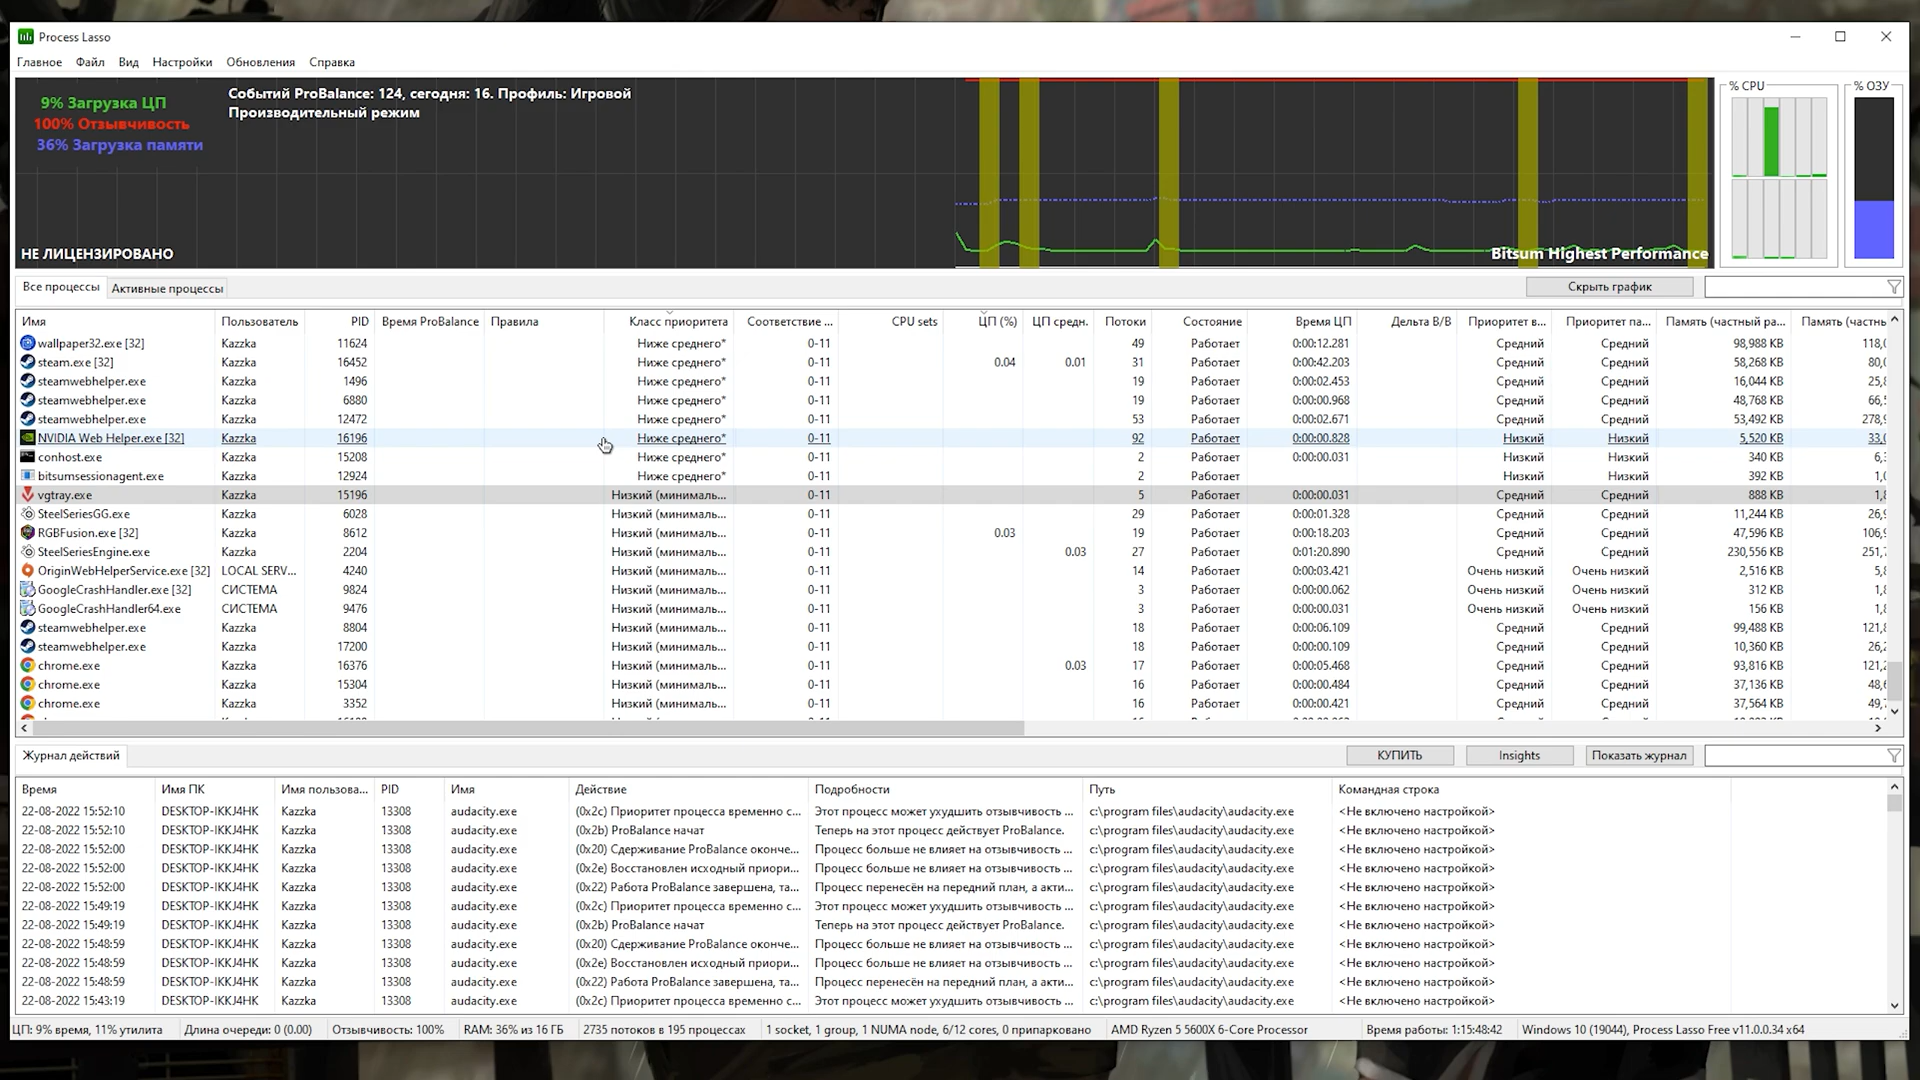 Process Lasso
Главное Файл Вид Настройки Обновления Справка
9% Загрузка ЦП
100% Отзывчивость
36% Загрузка памяти
Событий ProBalance: 124, сегодня: 16. Профиль: Игровой
Производительный режим
НЕ ЛИЦЕНЗИРОВАНО
Bitsum Highest Performance
% CPU
% ОЗУ
Все процессы Активные процессы Скрыть график
Имя Пользователь PID Время ProBalance Правила Класс приоритета Соответствие ... CPU sets ЦП (%) ЦП средн. Потоки Состояние Время ЦП Дельта В/В Приоритет в... Приоритет па... Память (частный ра... Память (частнь
wallpaper32.exe [32] Kazzka 11624 Ниже среднего* 0-11 49 Работает 0:00:12.281 Средний Средний 98,988 KB 118,
steam.exe [32] Kazzka 16452 Ниже среднего* 0-11 0.04 0.01 31 Работает 0:00:42.203 Средний Средний 58,268 KB 80,
steamwebhelper.exe Kazzka 1496 Ниже среднего* 0-11 19 Работает 0:00:02.453 Средний Средний 16,044 KB 25,
steamwebhelper.exe Kazzka 6880 Ниже среднего* 0-11 19 Работает 0:00:00.968 Средний Средний 48,768 KB 66,
steamwebhelper.exe Kazzka 12472 Ниже среднего* 0-11 53 Работает 0:00:02.671 Средний Средний 53,492 KB 278,
NVIDIA Web Helper.exe [32] Kazzka 16196 Ниже среднего* 0-11 92 Работает 0:00:00.828 Низкий Низкий 5,520 KB 33,
conhost.exe Kazzka 15208 Ниже среднего* 0-11 2 Работает 0:00:00.031 Низкий Низкий 340 KB 6,
bitsumsessionagent.exe Kazzka 12924 Ниже среднего* 0-11 2 Работает Низкий Низкий 392 KB 1,
vgtray.exe Kazzka 15196 Низкий (минималь... 0-11 5 Работает 0:00:00.031 Средний Средний 888 KB 1,
SteelSeriesGG.exe Kazzka 6028 Низкий (минималь... 0-11 29 Работает 0:00:01.328 Средний Средний 11,244 KB 26,
RGBFusion.exe [32] Kazzka 8612 Низкий (минималь... 0-11 0.03 19 Работает 0:00:18.203 Средний Средний 47,596 KB 106,
SteelSeriesEngine.exe Kazzka 2204 Низкий (минималь... 0-11 0.03 27 Работает 0:01:20.890 Средний Средний 230,556 KB 251,
OriginWebHelperService.exe [32] LOCAL SERV... 4240 Низкий (минималь... 0-11 14 Работает 0:00:03.421 Очень низкий Очень низкий 2,516 KB 5,
GoogleCrashHandler.exe [32] СИСТЕМА 9824 Низкий (минималь... 0-11 3 Работает 0:00:00.062 Очень низкий Очень низкий 312 KB 1,
GoogleCrashHandler64.exe СИСТЕМА 9476 Низкий (минималь... 0-11 3 Работает 0:00:00.031 Очень низкий Очень низкий 156 KB 1,
steamwebhelper.exe Kazzka 8804 Низкий (минималь... 0-11 18 Работает 0:00:06.109 Средний Средний 99,488 KB 121,
steamwebhelper.exe Kazzka 17200 Низкий (минималь... 0-11 18 Работает 0:00:00.109 Средний Средний 10,360 KB 26,
chrome.exe Kazzka 16376 Низкий (минималь... 0-11 0.03 17 Работает 0:00:05.468 Средний Средний 93,816 KB 121,
chrome.exe Kazzka 15304 Низкий (минималь... 0-11 16 Работает 0:00:00.484 Средний Средний 37,136 KB 48,
chrome.exe Kazzka 3352 Низкий (минималь... 0-11 16 Работает 0:00:00.421 Средний Средний 37,564 KB 49,
Журнал действий КУПИТЬ Insights Показать журнал
Время Имя ПК Имя пользова... PID Имя Действие Подробности Путь Командная строка
22-08-2022 15:52:10 DESKTOP-IKKJ4HK Kazzka 13308 audacity.exe (0x2c) Приоритет процесса временно с... Этот процесс может ухудшить отзывчивость ... c:\program files\audacity\audacity.exe <Не включено настройкой>
22-08-2022 15:52:10 DESKTOP-IKKJ4HK Kazzka 13308 audacity.exe (0x2b) ProBalance начат Теперь на этот процесс действует ProBalance. c:\program files\audacity\audacity.exe <Не включено настройкой>
22-08-2022 15:52:00 DESKTOP-IKKJ4HK Kazzka 13308 audacity.exe (0x20) Сдерживание ProBalance оконче... Процесс больше не влияет на отзывчивость ... c:\program files\audacity\audacity.exe <Не включено настройкой>
22-08-2022 15:52:00 DESKTOP-IKKJ4HK Kazzka 13308 audacity.exe (0x2e) Восстановлен исходный приори... Процесс больше не влияет на отзывчивость ... c:\program files\audacity\audacity.exe <Не включено настройкой>
22-08-2022 15:52:00 DESKTOP-IKKJ4HK Kazzka 13308 audacity.exe (0x22) Работа ProBalance завершена, та... Процесс перенесён на передний план, а акти... c:\program files\audacity\audacity.exe <Не включено настройкой>
22-08-2022 15:49:19 DESKTOP-IKKJ4HK Kazzka 13308 audacity.exe (0x2c) Приоритет процесса временно с... Этот процесс может ухудшить отзывчивость ... c:\program files\audacity\audacity.exe <Не включено настройкой>
22-08-2022 15:49:19 DESKTOP-IKKJ4HK Kazzka 13308 audacity.exe (0x2b) ProBalance начат Теперь на этот процесс действует ProBalance. c:\program files\audacity\audacity.exe <Не включено настройкой>
22-08-2022 15:48:59 DESKTOP-IKKJ4HK Kazzka 13308 audacity.exe (0x20) Сдерживание ProBalance оконче... Процесс больше не влияет на отзывчивость ... c:\program files\audacity\audacity.exe <Не включено настройкой>
22-08-2022 15:48:59 DESKTOP-IKKJ4HK Kazzka 13308 audacity.exe (0x2e) Восстановлен исходный приори... Процесс больше не влияет на отзывчивость ... c:\program files\audacity\audacity.exe <Не включено настройкой>
22-08-2022 15:48:59 DESKTOP-IKKJ4HK Kazzka 13308 audacity.exe (0x22) Работа ProBalance завершена, та... Процесс перенесён на передний план, а акти... c:\program files\audacity\audacity.exe <Не включено настройкой>
22-08-2022 15:43:19 DESKTOP-IKKJ4HK Kazzka 13308 audacity.exe (0x2c) Приоритет процесса временно с... Этот процесс может ухудшить отзывчивость ... c:\program files\audacity\audacity.exe <Не включено настройкой>
ЦП: 9% время, 11% утилита Длина очереди: 0 (0.00) Отзывчивость: 100% RAM: 36% из 16 ГБ 2735 потоков в 195 процессах 1 socket, 1 group, 1 NUMA node, 6/12 cores, 0 припарковано AMD Ryzen 5 5600X 6-Core Processor Время работы: 1:15:48:42 Windows 10 (19044), Process Lasso Free v11.0.0.34 x64